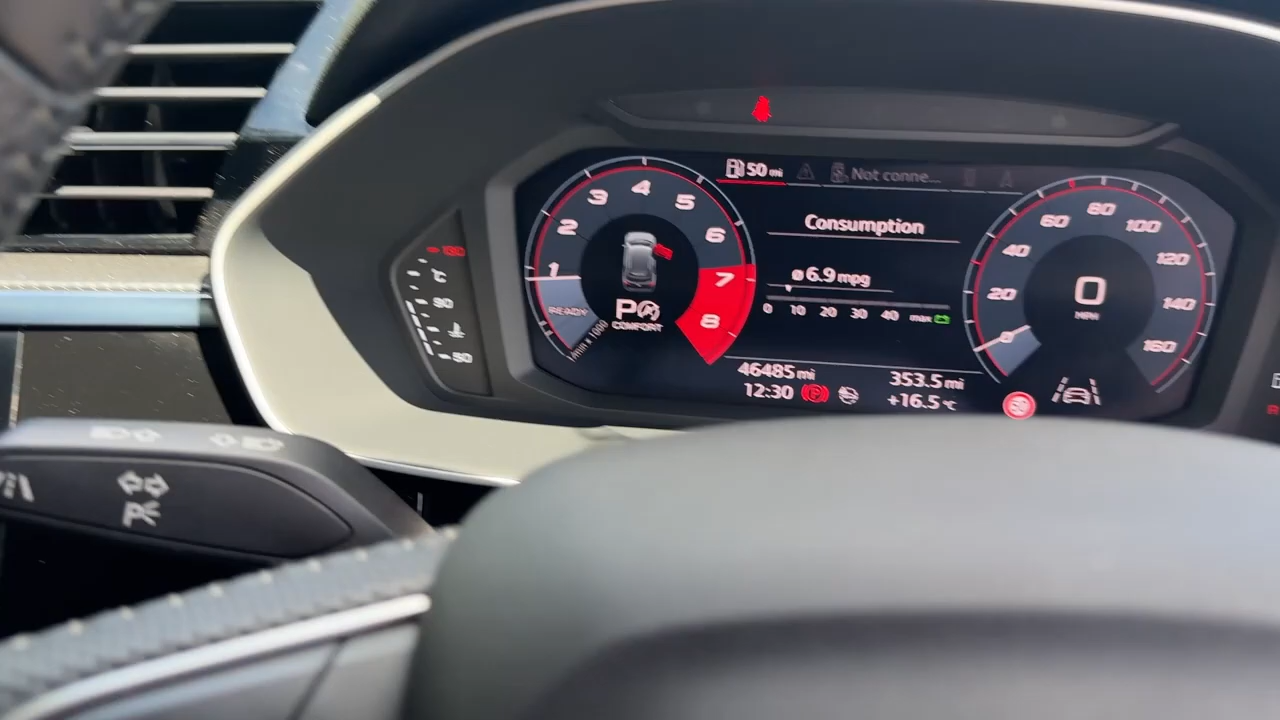 50 mi
Not conne...
Consumption
ø 6.9 mpg
0 10 20 30 40 max
1 2 3 4 5 6 7 8
READY
1/min x 1000
P
COMFORT
0 20 40 60 80 100 120 140 160
0
MPH
130
°C
90
50
46485 mi
353.5 mi
12:30
+16.5 °C